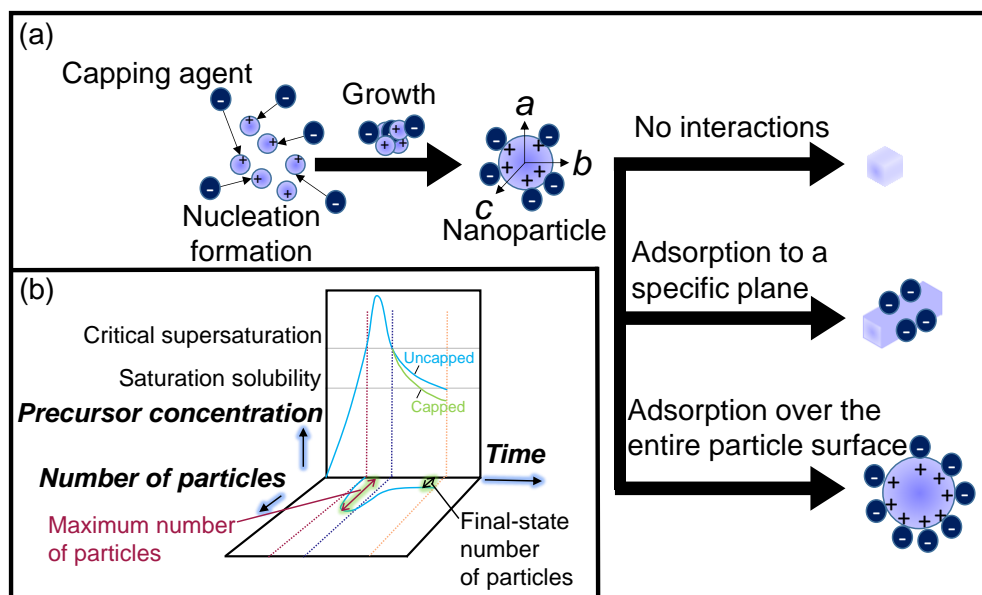 (a)
Capping agent
Growth
Nucleation
formation
a
b
c
Nanoparticle
No interactions
Adsorption to a
specific plane
Adsorption over the
entire particle surface
(b)
Critical supersaturation
Saturation solubility
Precursor concentration
Uncapped
Capped
Time
Number of particles
Maximum number
of particles
Final-state
number
of particles